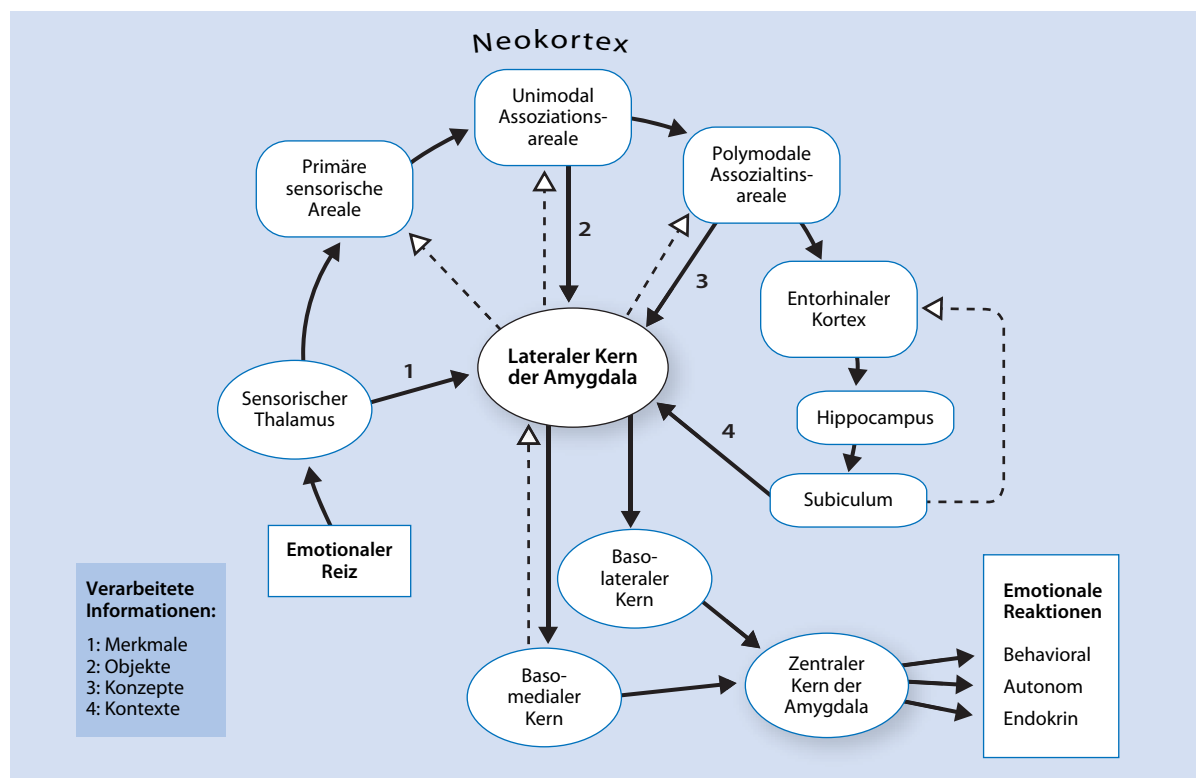 Neokortex
Unimodal
Assoziations-
areale
Primäre
sensorische
Areale
Polymodale
Assozialtins-
areale
2
3
Entorhinaler
Kortex
Lateraler Kern
der Amygdala
1
Sensorischer
Thalamus
Hippocampus
4
Subiculum
Emotionaler
Reiz
Baso-
lateraler
Kern
Verarbeitete
Informationen:
1: Merkmale
2: Objekte
3: Konzepte
4: Kontexte
Baso-
medialer
Kern
Zentraler
Kern der
Amygdala
Emotionale
Reaktionen
Behavioral
Autonom
Endokrin